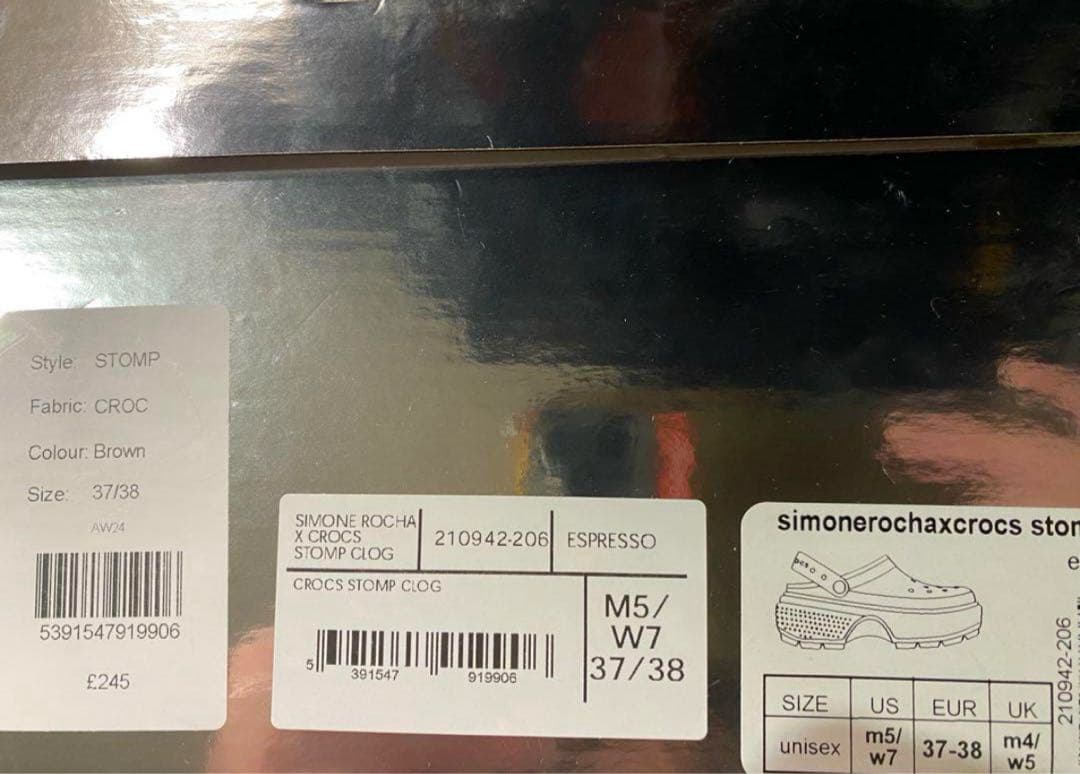 Style: STOMP
Fabric: CROC
Colour: Brown
Size: 37/38
AW24
5391547919906
£245
SIMONE ROCHA
X CROCS
STOMP CLOG
210942-206
ESPRESSO
CROCS STOMP CLOG
M5/
W7
37/38
5 391547 919906
simonerochaxcrocs
210942-206
SIZE US EUR UK
unisex m5/ 37-38 m4/
w7 w5